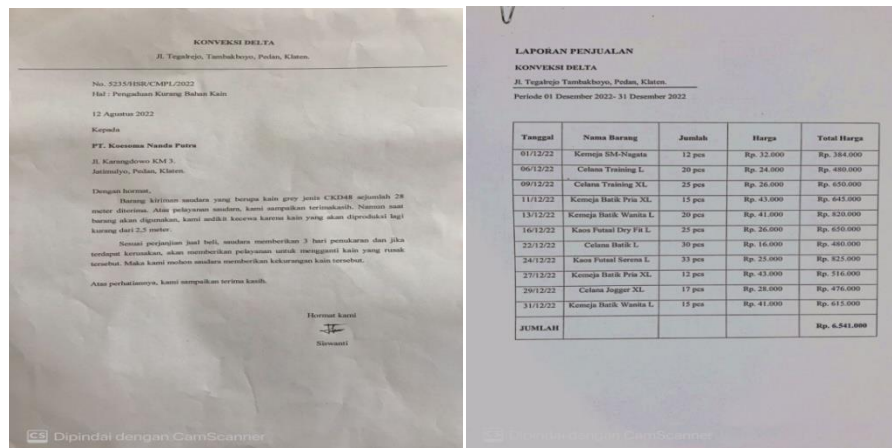 KONVEKSI DELTA
Jl. Tegalrejo, Tambakboyo, Pedan, Klaten.
No. 5235/HSR/CMPL/2022
Hal : Pengaduan Kurang Bahan Kain
12 Agustus 2022
Kepada
PT. Koesoma Nanda Putra
Jl. Karangdowo KM 3.
Jatimulyo, Pedan, Klaten.
Dengan hormat,
Barang kiriman saudara yang berupa kain grey jenis CKD48 sejumlah 28
meter diterima. Atas pelayanan saudara, kami sampaikan terimakasih. Namun saat
barang akan digunakan, kami sedikit kecewa karena kain yang akan diproduksi lagi
kurang dari 2,5 meter.
Sesuai perjanjian jual beli, saudara memberikan 3 hari penukaran dan jika
terdapat kerusakan, akan memberikan pelayanan untuk mengganti kain yang rusak
tersebut. Maka kami mohon saudara memberikan kekurangan kain tersebut.
Atas perhatiannya, kami sampaikan terima kasih.
Hormat kami
Siswanti
CS Dipindai dengan CamScanner
LAPORAN PENJUALAN
KONVEKSI DELTA
Jl. Tegalrejo Tambakboyo, Pedan, Klaten.
Periode 01 Desember 2022- 31 Desember 2022
Tanggal Nama Barang Jumlah Harga Total Harga
01/12/22 Kemeja SM-Nagata 12 pcs Rp. 32.000 Rp. 384.000
06/12/22 Celana Training L 20 pcs Rp. 24.000 Rp. 480.000
09/12/22 Celana Training XL 25 pcs Rp. 26.000 Rp. 650.000
11/12/22 Kemeja Batik Pria XL 15 pcs Rp. 43.000 Rp. 645.000
13/12/22 Kemeja Batik Wanita L 20 pcs Rp. 41.000 Rp. 820.000
16/12/22 Kaos Futsal Dry Fit L 25 pcs Rp. 26.000 Rp. 650.000
22/12/22 Celana Batik L 30 pcs Rp. 16.000 Rp. 480.000
24/12/22 Kaos Futsal Serena L 33 pcs Rp. 25.000 Rp. 825.000
27/12/22 Kemeja Batik Pria XL 12 pcs Rp. 43.000 Rp. 516.000
29/12/22 Celana Jogger XL 17 pcs Rp. 28.000 Rp. 476.000
31/12/22 Kemeja Batik Wanita L 15 pcs Rp. 41.000 Rp. 615.000
JUMLAH Rp. 6.541.000
CS Dipindai dengan CamScanner